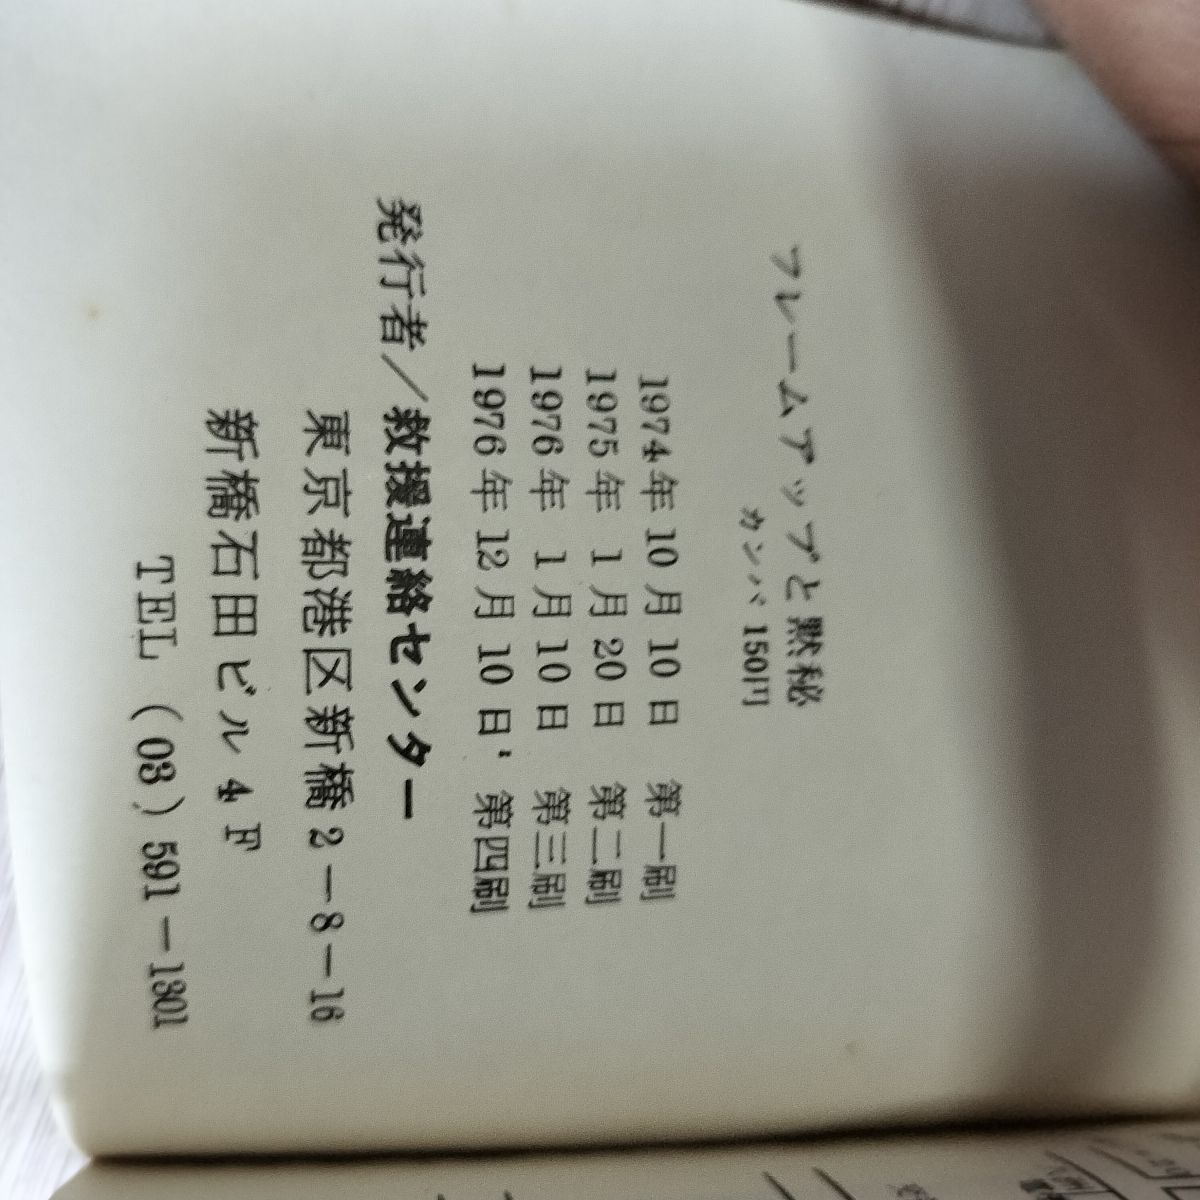 フレームアップと黙秘
カンパ 150円
1974年10月10日 第一刷
1975年 1月20日 第二刷
1976年 1月10日 第三刷
1976年12月10日, 第四刷
発行者／救援連絡センター
東京都港区新橋2－8－16
新橋石田ビル4F
TEL (03) 591－1301